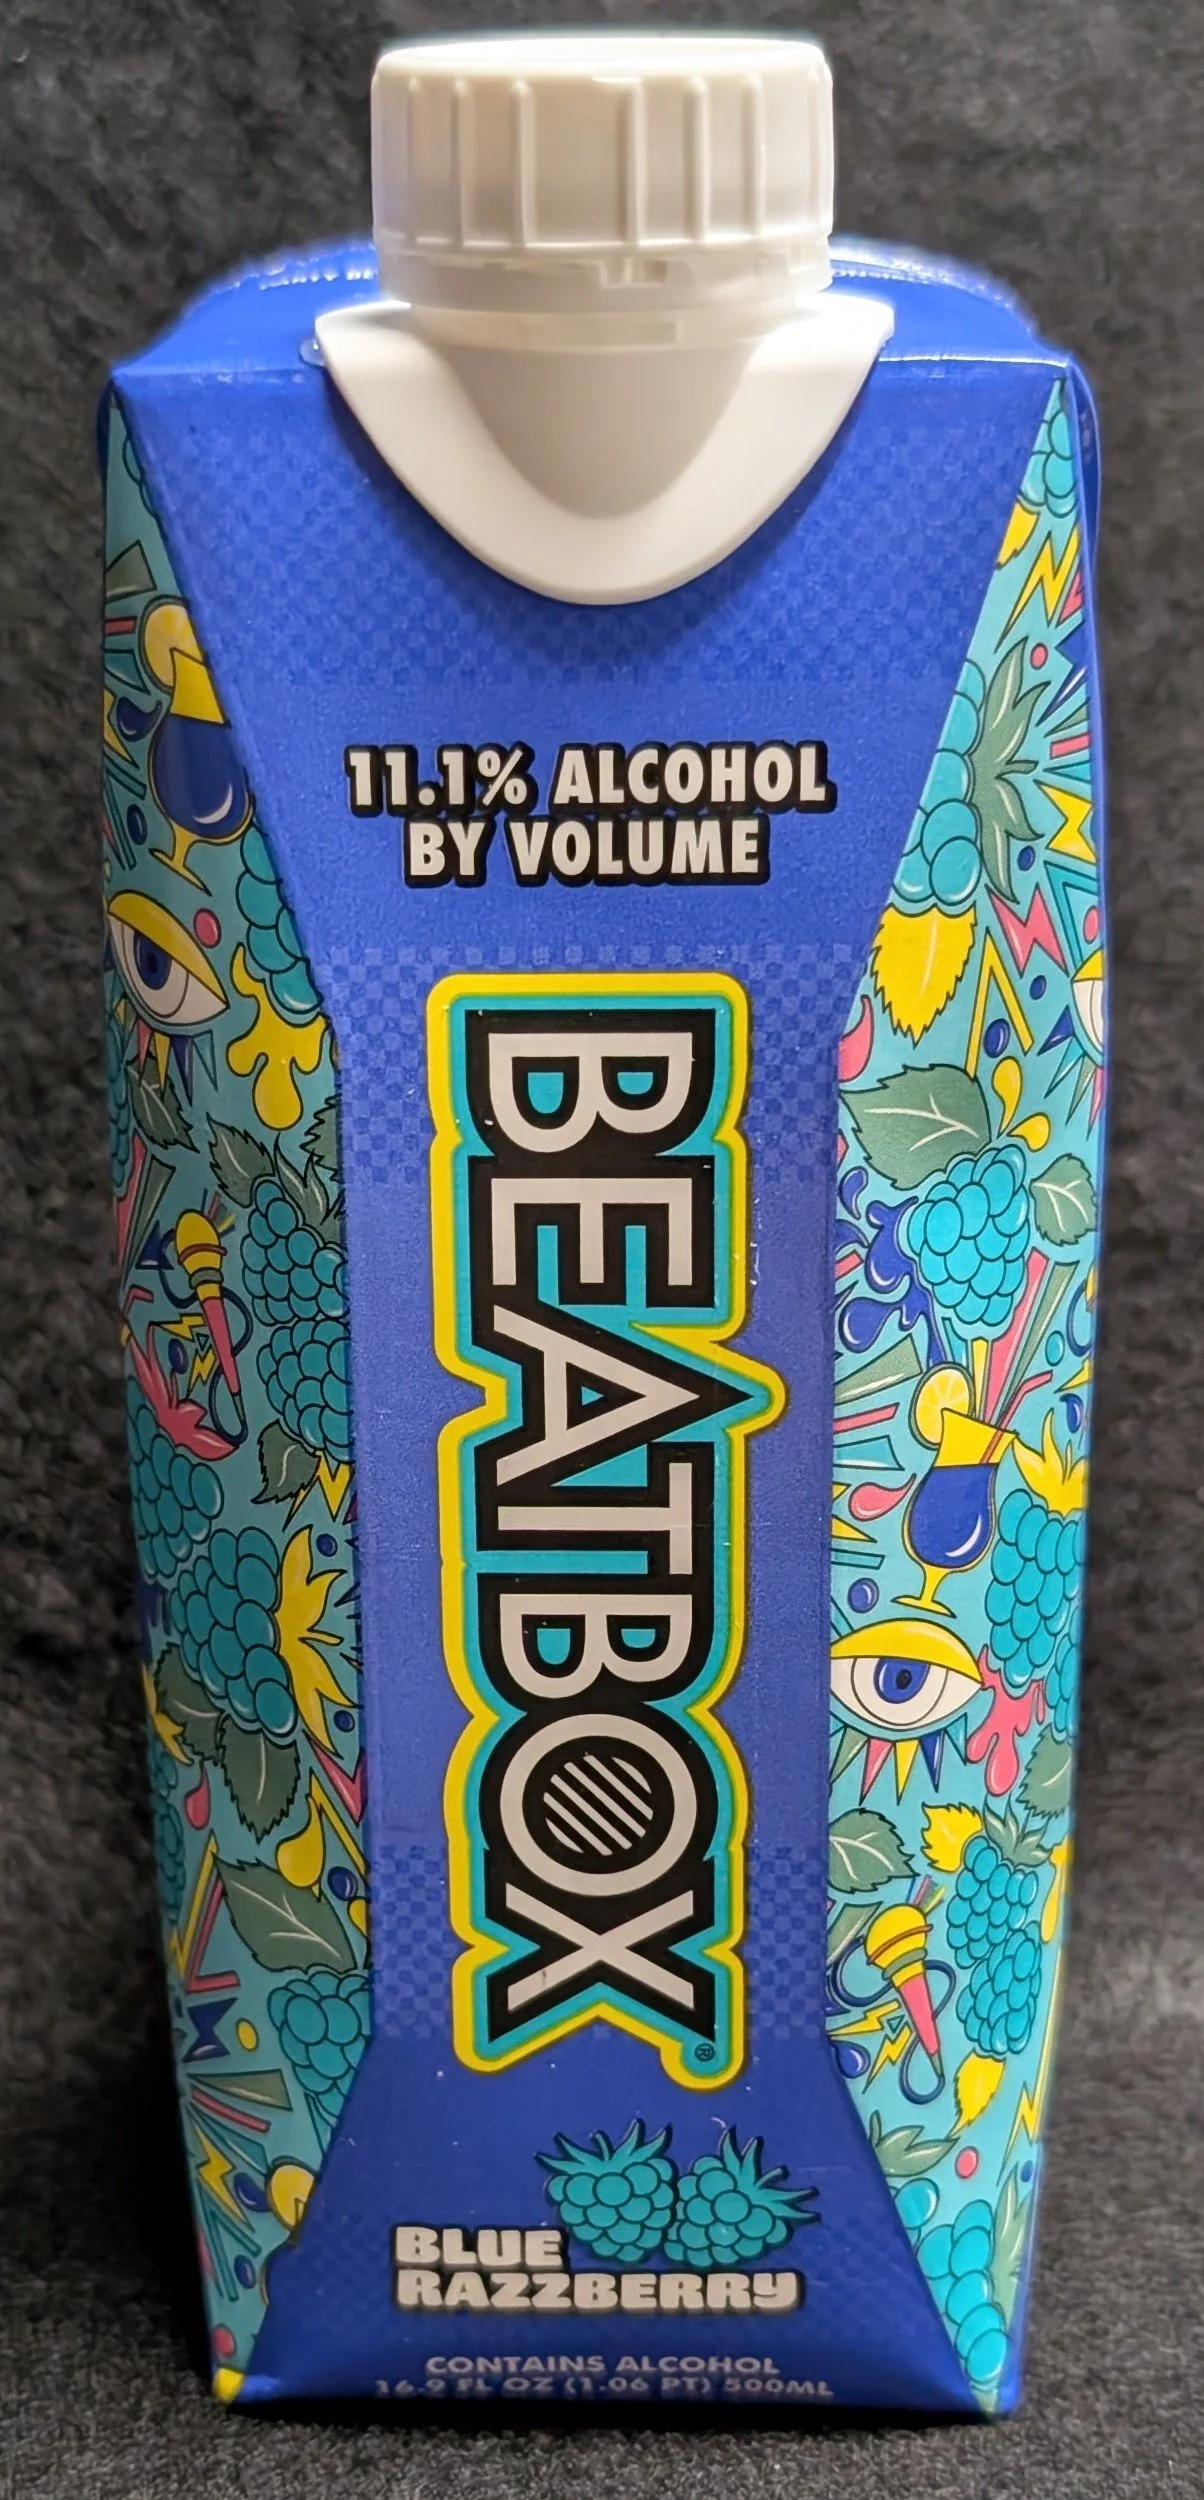 11.1% ALCOHOL
BY VOLUME
BEATBOX®
BLUE
RAZZBERRY
CONTAINS ALCOHOL
16.9 FL OZ (1.06 PT) 500ML